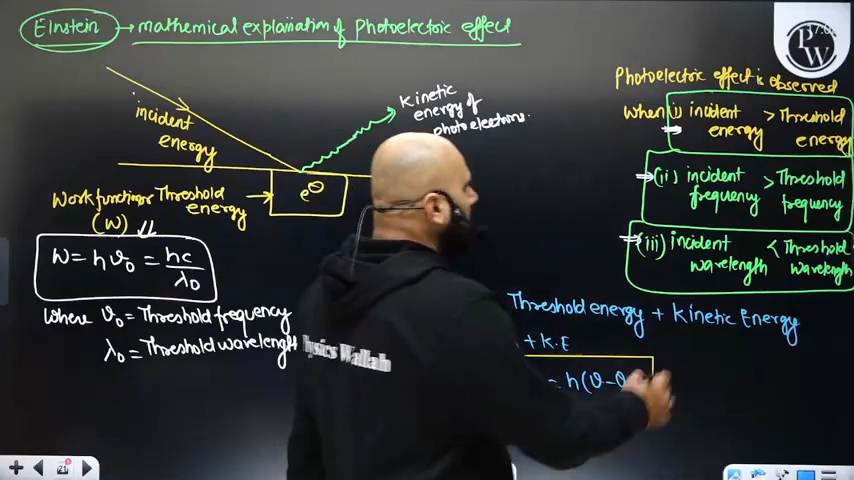 Einstein → mathematical explanation of Photoelectric effect
PW
Photoelectric effect is observed
when (i) incident energy > Threshold energy
(ii) incident frequency > Threshold frequency
(iii) incident wavelength < Threshold wavelength
incident energy
kinetic energy of photoelectrons.
Work function or Threshold energy →
(W)
e⊖
W = hν₀ = hc/λ₀
where ν₀ = Threshold frequency
λ₀ = Threshold wavelength
Threshold energy + Kinetic Energy
+ K.E
= h(ν-ν
Physics Wallah